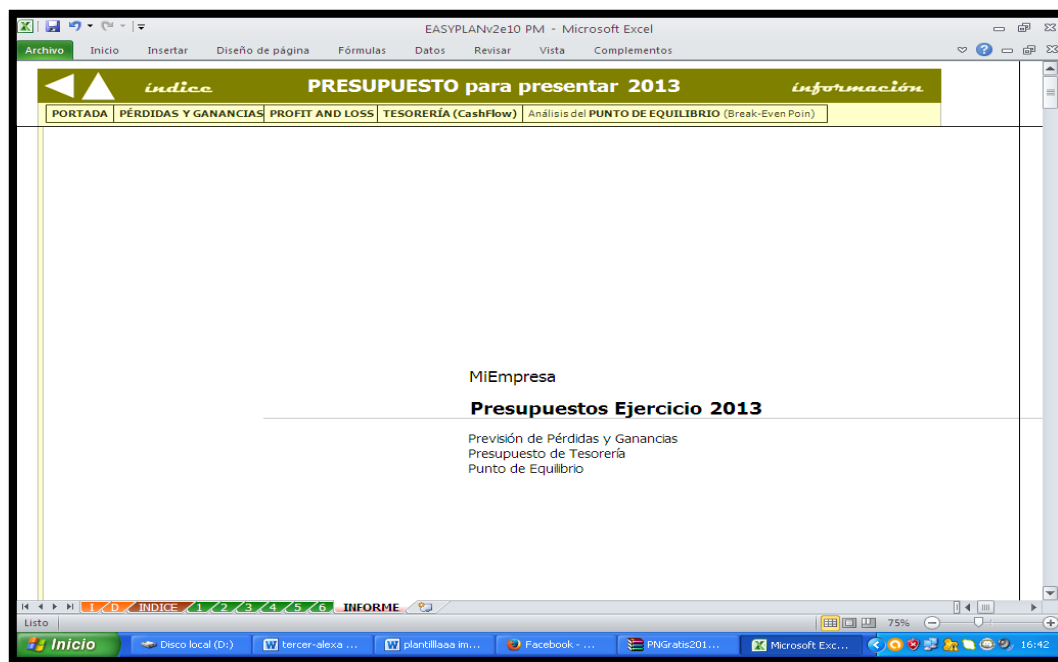 EASYPLANv2e10 PM - Microsoft Excel
Archivo Inicio Insertar Diseño de página Fórmulas Datos Revisar Vista Complementos
índice PRESUPUESTO para presentar 2013 información
PORTADA PÉRDIDAS Y GANANCIAS PROFIT AND LOSS TESORERÍA (CashFlow) Análisis del PUNTO DE EQUILIBRIO (Break-Even Poin)
MiEmpresa
Presupuestos Ejercicio 2013
Previsión de Pérdidas y Ganancias
Presupuesto de Tesorería
Punto de Equilibrio
I D INDICE 1 2 3 4 5 6 INFORME
Listo 75%
Inicio Disco local (D:) tercer-alexa ... plantillaaa im... Facebook - ... PNGratis201... Microsoft Exc... 16:42